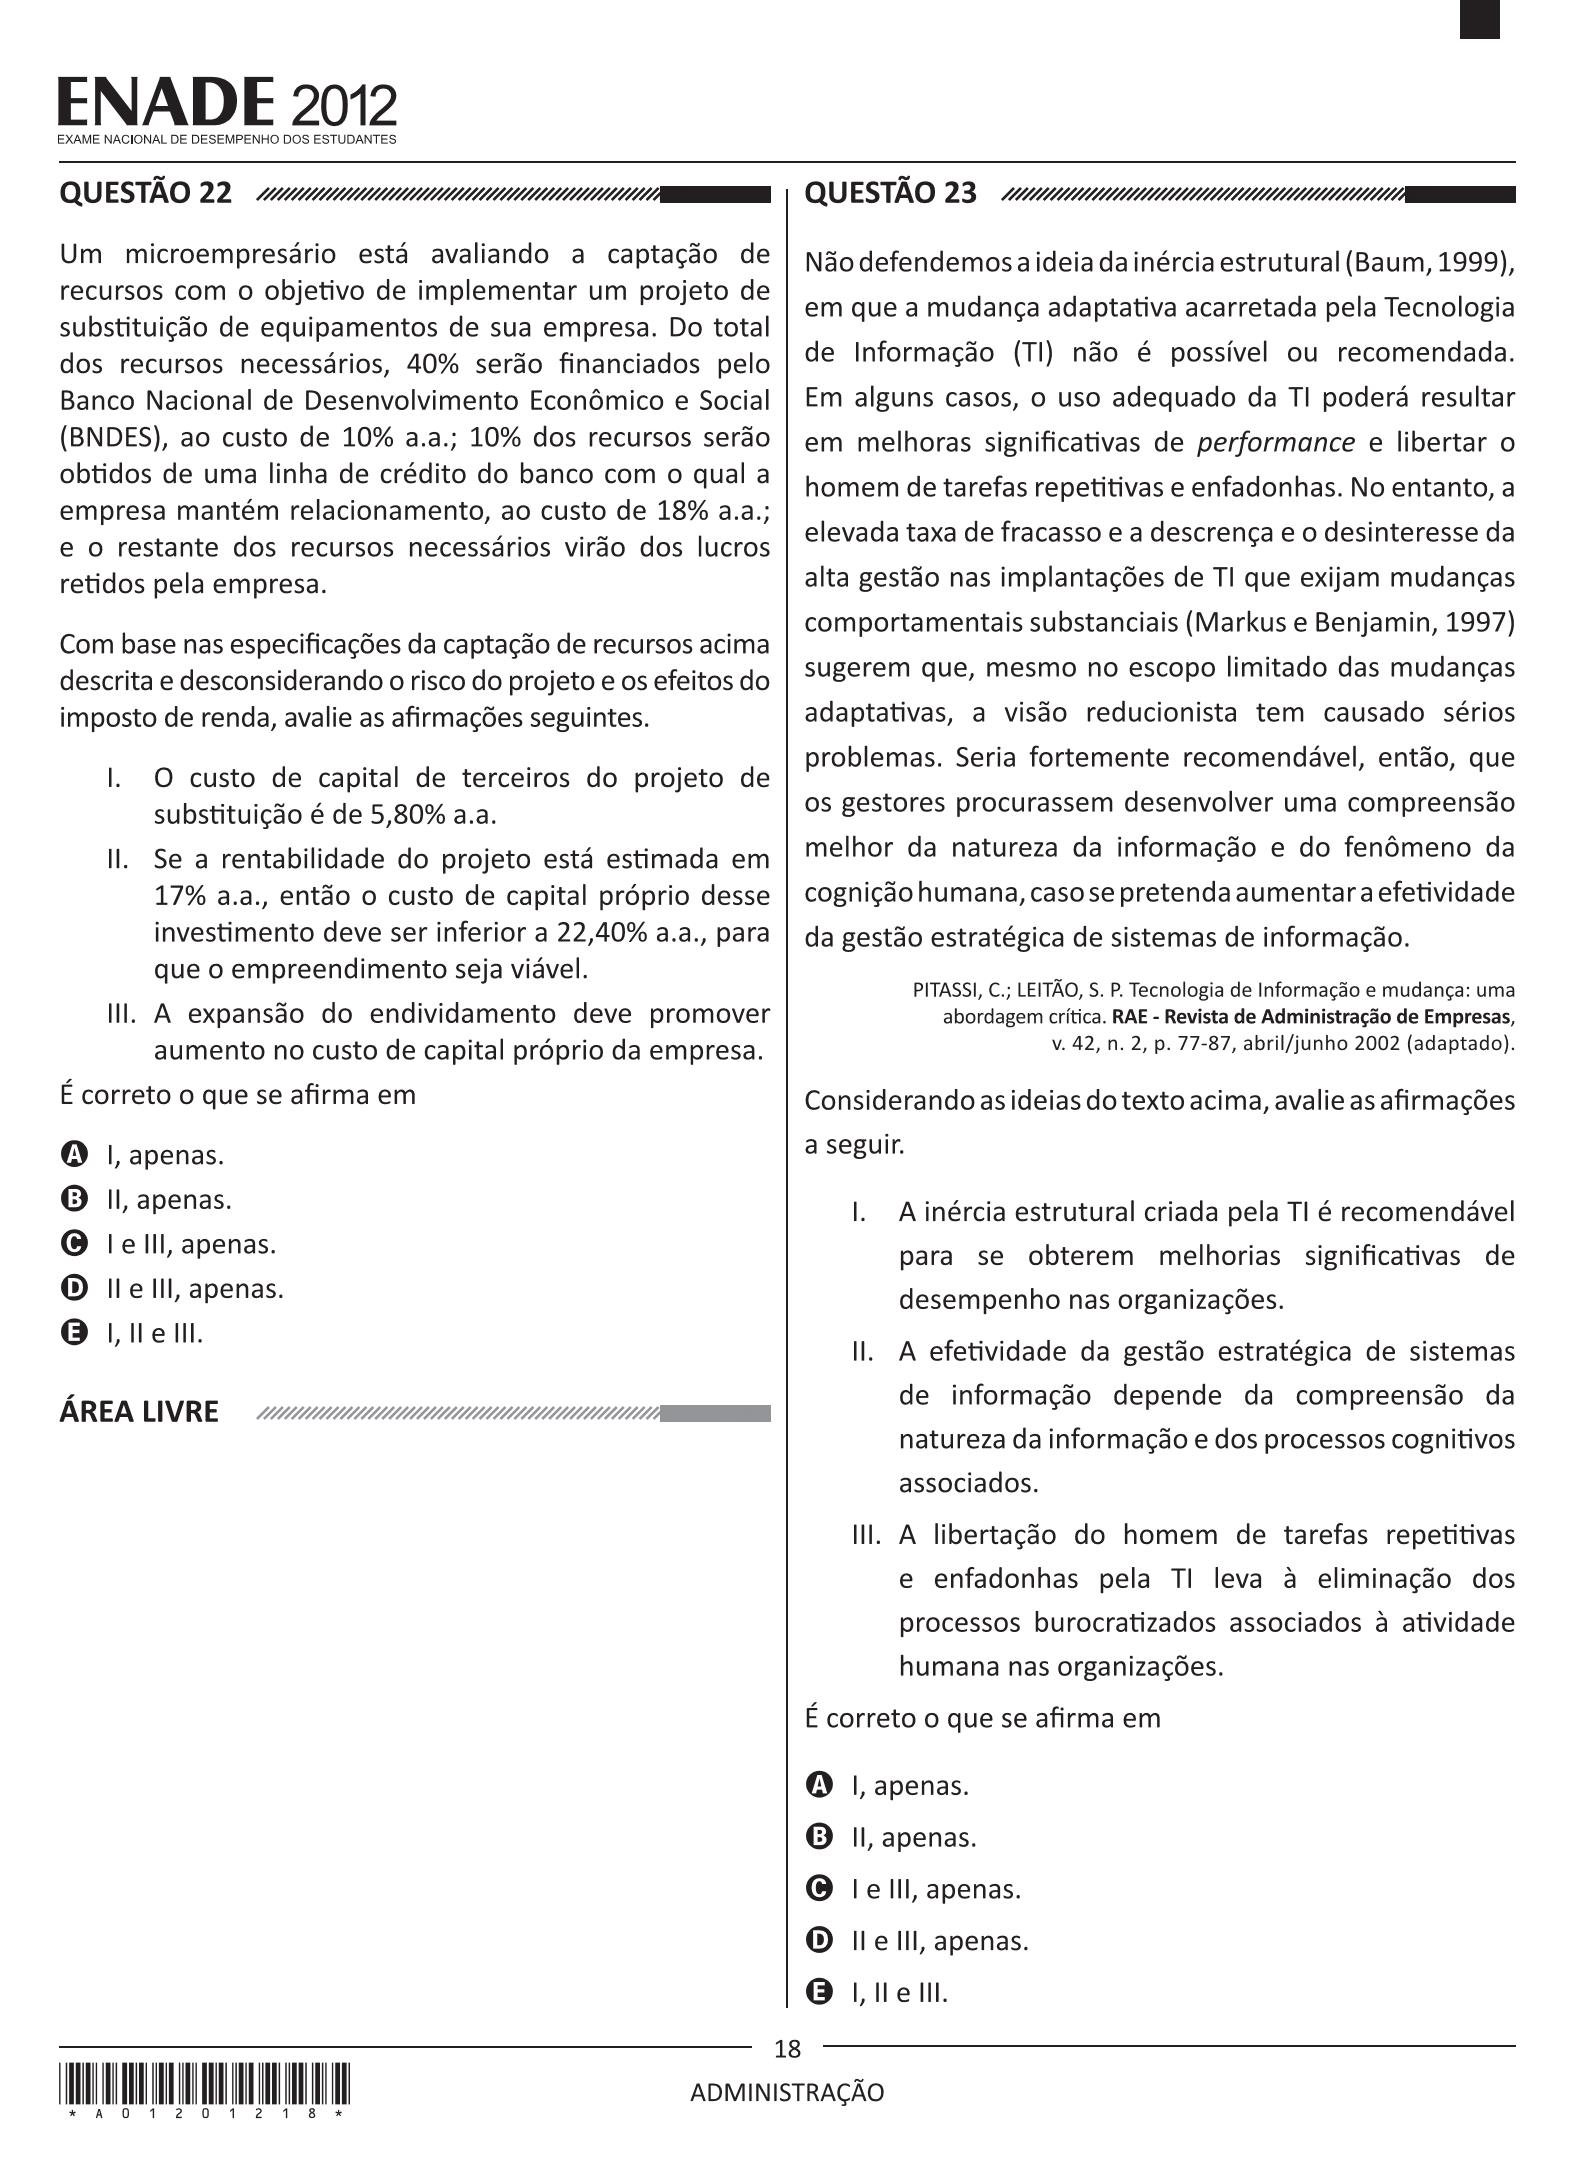 ENADE 2012
EXAME NACIONAL DE DESEMPENHO DOS ESTUDANTES
QUESTÃO 22
Um microempresário está avaliando a captação de
recursos com o objetivo de implementar um projeto de
substituição de equipamentos de sua empresa. Do total
dos recursos necessários, 40% serão financiados pelo
Banco Nacional de Desenvolvimento Econômico e Social
(BNDES), ao custo de 10% a.a.; 10% dos recursos serão
obtidos de uma linha de crédito do banco com o qual a
empresa mantém relacionamento, ao custo de 18% a.a.;
e o restante dos recursos necessários virão dos lucros
retidos pela empresa.
Com base nas especificações da captação de recursos acima
descrita e desconsiderando o risco do projeto e os efeitos do
imposto de renda, avalie as afirmações seguintes.
I. O custo de capital de terceiros do projeto de
substituição é de 5,80% a.a.
II. Se a rentabilidade do projeto está estimada em
17% a.a., então o custo de capital próprio desse
investimento deve ser inferior a 22,40% a.a., para
que o empreendimento seja viável.
III. A expansão do endividamento deve promover
aumento no custo de capital próprio da empresa.
É correto o que se afirma em
A I, apenas.
B II, apenas.
C I e III, apenas.
D II e III, apenas.
E I, II e III.
ÁREA LIVRE
QUESTÃO 23
Não defendemos a ideia da inércia estrutural (Baum, 1999),
em que a mudança adaptativa acarretada pela Tecnologia
de Informação (TI) não é possível ou recomendada.
Em alguns casos, o uso adequado da TI poderá resultar
em melhoras significativas de performance e libertar o
homem de tarefas repetitivas e enfadonhas. No entanto, a
elevada taxa de fracasso e a descrença e o desinteresse da
alta gestão nas implantações de TI que exijam mudanças
comportamentais substanciais (Markus e Benjamin, 1997)
sugerem que, mesmo no escopo limitado das mudanças
adaptativas, a visão reducionista tem causado sérios
problemas. Seria fortemente recomendável, então, que
os gestores procurassem desenvolver uma compreensão
melhor da natureza da informação e do fenômeno da
cognição humana, caso se pretenda aumentar a efetividade
da gestão estratégica de sistemas de informação.
PITASSI, C.; LEITÃO, S. P. Tecnologia de Informação e mudança: uma
abordagem crítica. RAE - Revista de Administração de Empresas,
v. 42, n. 2, p. 77-87, abril/junho 2002 (adaptado).
Considerando as ideias do texto acima, avalie as afirmações
a seguir.
I. A inércia estrutural criada pela TI é recomendável
para se obterem melhorias significativas de
desempenho nas organizações.
II. A efetividade da gestão estratégica de sistemas
de informação depende da compreensão da
natureza da informação e dos processos cognitivos
associados.
III. A libertação do homem de tarefas repetitivas
e enfadonhas pela TI leva à eliminação dos
processos burocratizados associados à atividade
humana nas organizações.
É correto o que se afirma em
A I, apenas.
B II, apenas.
C I e III, apenas.
D II e III, apenas.
E I, II e III.
18
ADMINISTRAÇÃO
* A 0 1 2 0 1 2 1 8 *